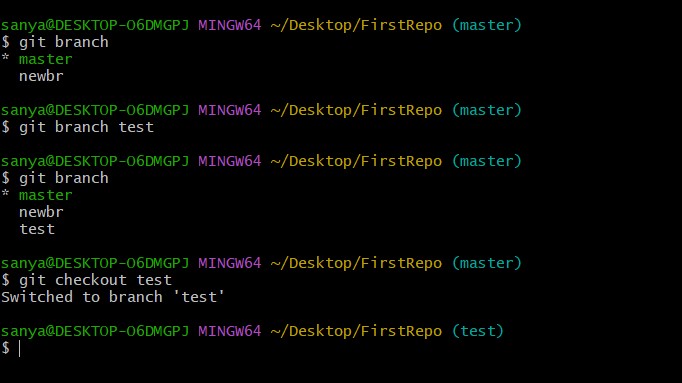 sanya@DESKTOP-O6DMGPJ MINGW64 ~/Desktop/FirstRepo (master)
$ git branch
* master
  newbr
sanya@DESKTOP-O6DMGPJ MINGW64 ~/Desktop/FirstRepo (master)
$ git branch test
sanya@DESKTOP-O6DMGPJ MINGW64 ~/Desktop/FirstRepo (master)
$ git branch
* master
  newbr
  test
sanya@DESKTOP-O6DMGPJ MINGW64 ~/Desktop/FirstRepo (master)
$ git checkout test
Switched to branch 'test'
sanya@DESKTOP-O6DMGPJ MINGW64 ~/Desktop/FirstRepo (test)
$